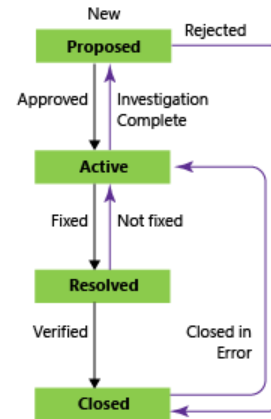 New
Proposed
Rejected
Approved
Investigation
Complete
Active
Fixed
Not fixed
Resolved
Verified
Closed in
Error
Closed